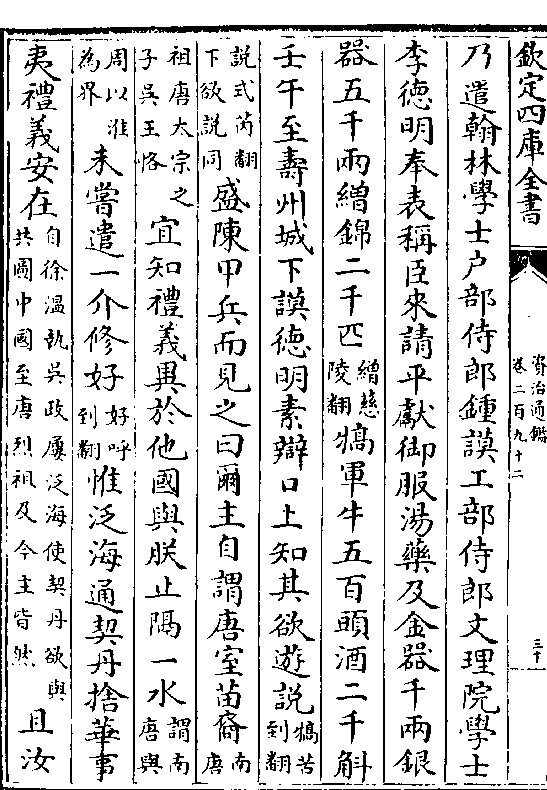 欽定四庫全書
資治通鑑
卷二百九十二
三十
乃遣翰林學士户部侍郎鍾謨工部侍郎文理院學士
李德明奉表稱臣來請平獻御服湯藥及金器千兩銀
器五千兩繒錦二千匹繒慈陵翻犒軍牛五百頭酒二千斛
壬午至壽州城下謨德明素辯口上知其欲遊説犒苦到翻
説式芮翻下欲説同盛陳甲兵而見之曰爾主自謂唐室苗裔南唐
祖唐太宗之子吳王恪宜知禮義異於他國與朕止隔一水謂南唐與
周以淮為界未嘗遣一介修好好呼到翻惟泛海通契丹捨華事
夷禮義安在自徐温執吳政屢泛海使契丹欲與共圖中國至唐烈祖及今主皆然且汝